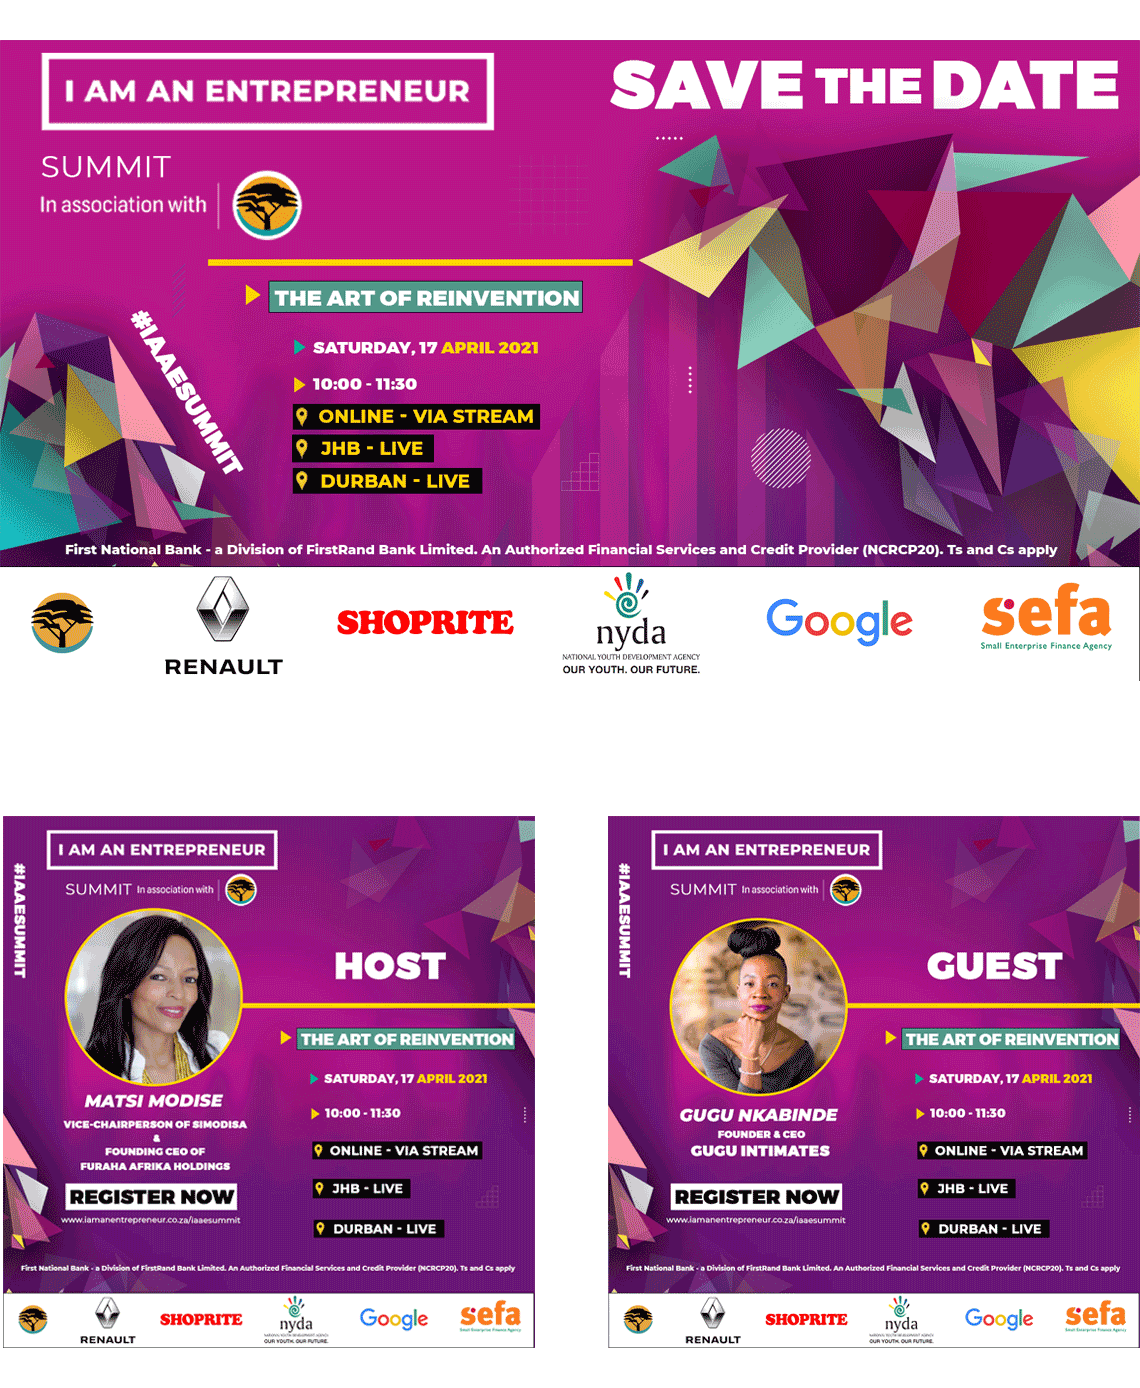 I AM AN ENTREPRENEUR
SAVE THE DATE
SUMMIT
In association with
THE ART OF REINVENTION
#IAAESUMMIT
SATURDAY, 17 APRIL 2021
10:00 - 11:30
ONLINE - VIA STREAM
JHB - LIVE
DURBAN - LIVE
First National Bank - a Division of FirstRand Bank Limited. An Authorized Financial Services and Credit Provider (NCRCP20). Ts and Cs apply
RENAULT
SHOPRITE
nyda
NATIONAL YOUTH DEVELOPMENT AGENCY
OUR YOUTH. OUR FUTURE.
Google
sefa
Small Enterprise Finance Agency
I AM AN ENTREPRENEUR
#IAAESUMMIT
SUMMIT In association with
HOST
THE ART OF REINVENTION
SATURDAY, 17 APRIL 2021
10:00 - 11:30
ONLINE - VIA STREAM
JHB - LIVE
DURBAN - LIVE
MATSI MODISE
VICE-CHAIRPERSON OF SIMODISA
&
FOUNDING CEO OF
FURAHA AFRIKA HOLDINGS
REGISTER NOW
www.iamanentrepreneur.co.za/iaaesummit
First National Bank - a Division of FirstRand Bank Limited. An Authorized Financial Services and Credit Provider (NCRCP20). Ts and Cs apply
RENAULT
SHOPRITE
nyda
NATIONAL YOUTH DEVELOPMENT AGENCY
OUR YOUTH. OUR FUTURE.
Google
sefa
Small Enterprise Finance Agency
I AM AN ENTREPRENEUR
#IAAESUMMIT
SUMMIT In association with
GUEST
THE ART OF REINVENTION
SATURDAY, 17 APRIL 2021
10:00 - 11:30
ONLINE - VIA STREAM
JHB - LIVE
DURBAN - LIVE
GUGU NKABINDE
FOUNDER & CEO
GUGU INTIMATES
REGISTER NOW
www.iamanentrepreneur.co.za/iaaesummit
First National Bank - a Division of FirstRand Bank Limited. An Authorized Financial Services and Credit Provider (NCRCP20). Ts and Cs apply
RENAULT
SHOPRITE
nyda
NATIONAL YOUTH DEVELOPMENT AGENCY
OUR YOUTH. OUR FUTURE.
Google
sefa
Small Enterprise Finance Agency